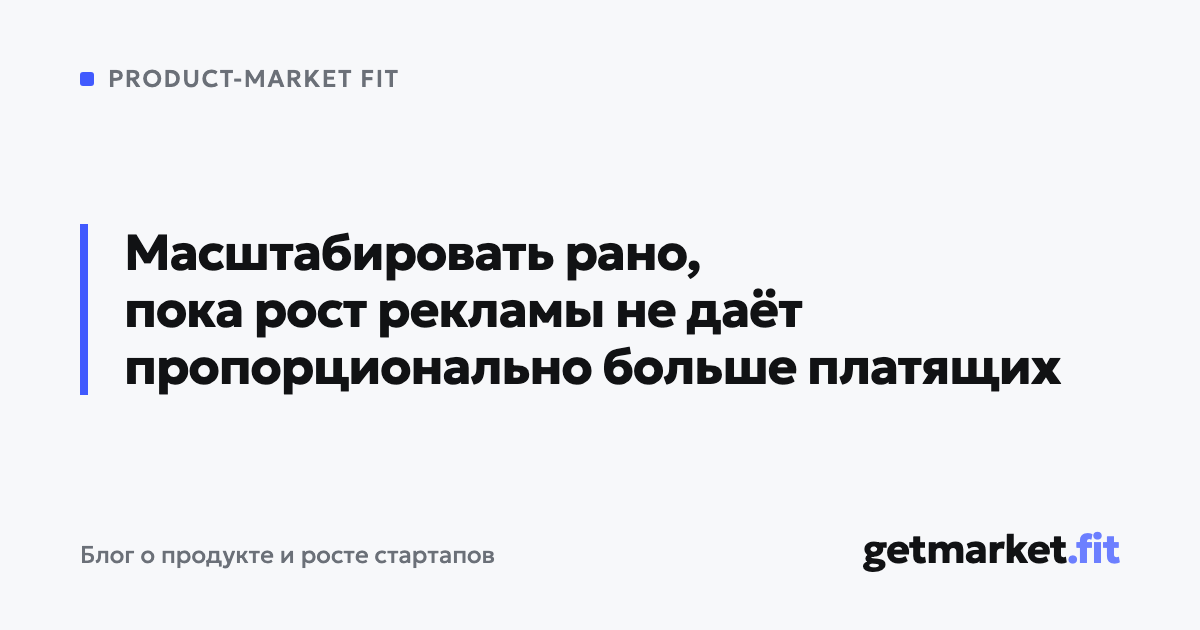 PRODUCT-MARKET FIT
Масштабировать рано,
пока рост рекламы не даёт
пропорционально больше платящих
Блог о продукте и росте стартапов
getmarket.fit